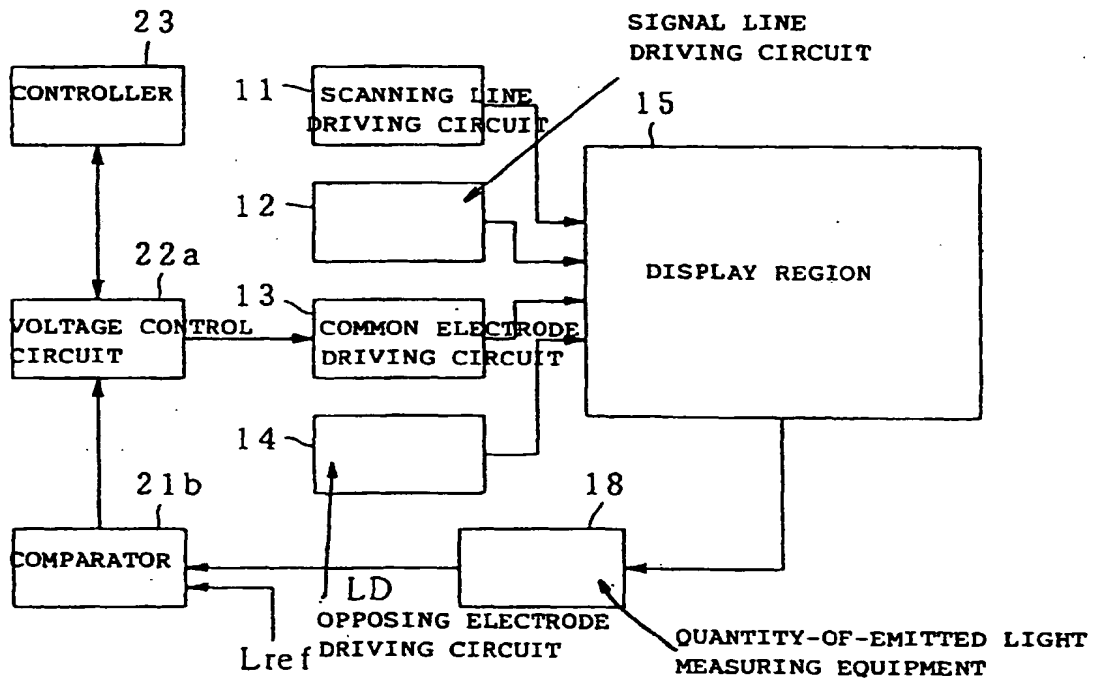 23
SIGNAL LINE
DRIVING CIRCUIT
CONTROLLER
11
SCANNING LINE
DRIVING CIRCUIT
15
12
22a
DISPLAY REGION
13
VOLTAGE CONTROL
CIRCUIT
COMMON ELECTRODE
DRIVING CIRCUIT
14
21b
18
COMPARATOR
LD
OPPOSING ELECTRODE
DRIVING CIRCUIT
Lref
QUANTITY-OF-EMITTED LIGHT
MEASURING EQUIPMENT